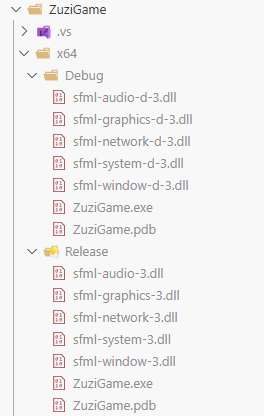 ZuziGame
.vs
x64
Debug
sfml-audio-d-3.dll
sfml-graphics-d-3.dll
sfml-network-d-3.dll
sfml-system-d-3.dll
sfml-window-d-3.dll
ZuziGame.exe
ZuziGame.pdb
Release
sfml-audio-3.dll
sfml-graphics-3.dll
sfml-network-3.dll
sfml-system-3.dll
sfml-window-3.dll
ZuziGame.exe
ZuziGame.pdb